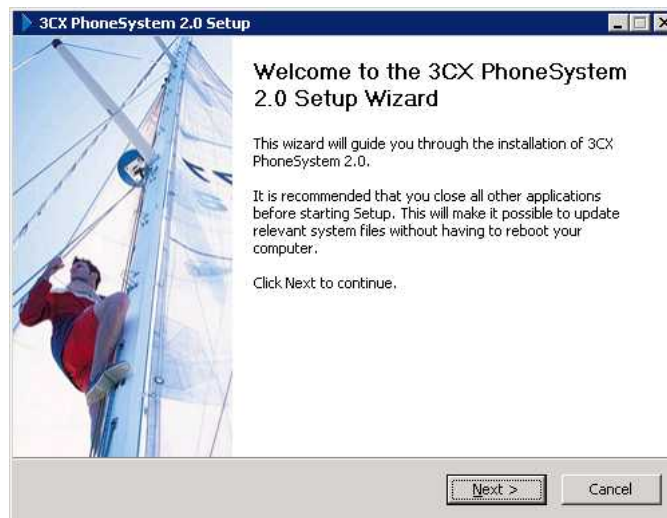 3CX PhoneSystem 2.0 Setup
Welcome to the 3CX PhoneSystem
2.0 Setup Wizard
This wizard will guide you through the installation of 3CX
PhoneSystem 2.0.
It is recommended that you close all other applications
before starting Setup. This will make it possible to update
relevant system files without having to reboot your
computer.
Click Next to continue.
Next >
Cancel